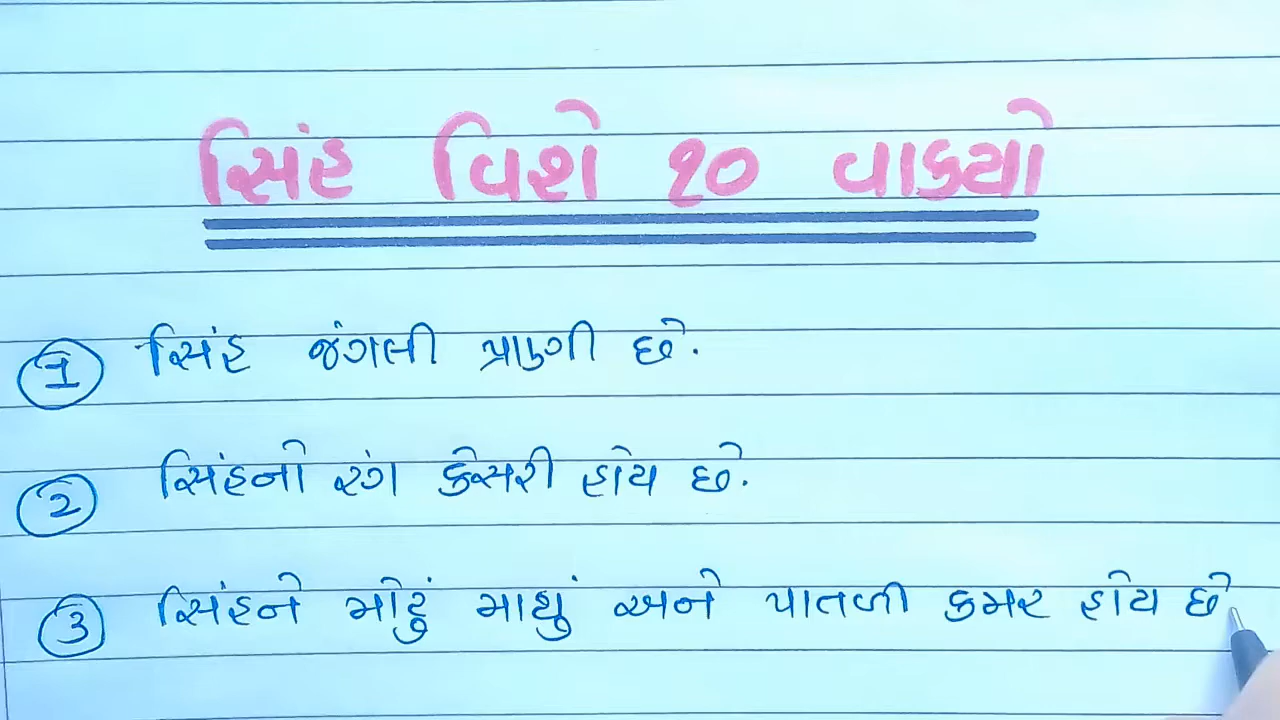 સિંહ વિશે ૧૦ વાક્યો
1 સિંહ જંગલી પ્રાણી છે.
2 સિંહનો રંગ કેસરી હોય છે.
3 સિંહને મોટું માથું અને પાતળી કમર હોય છે